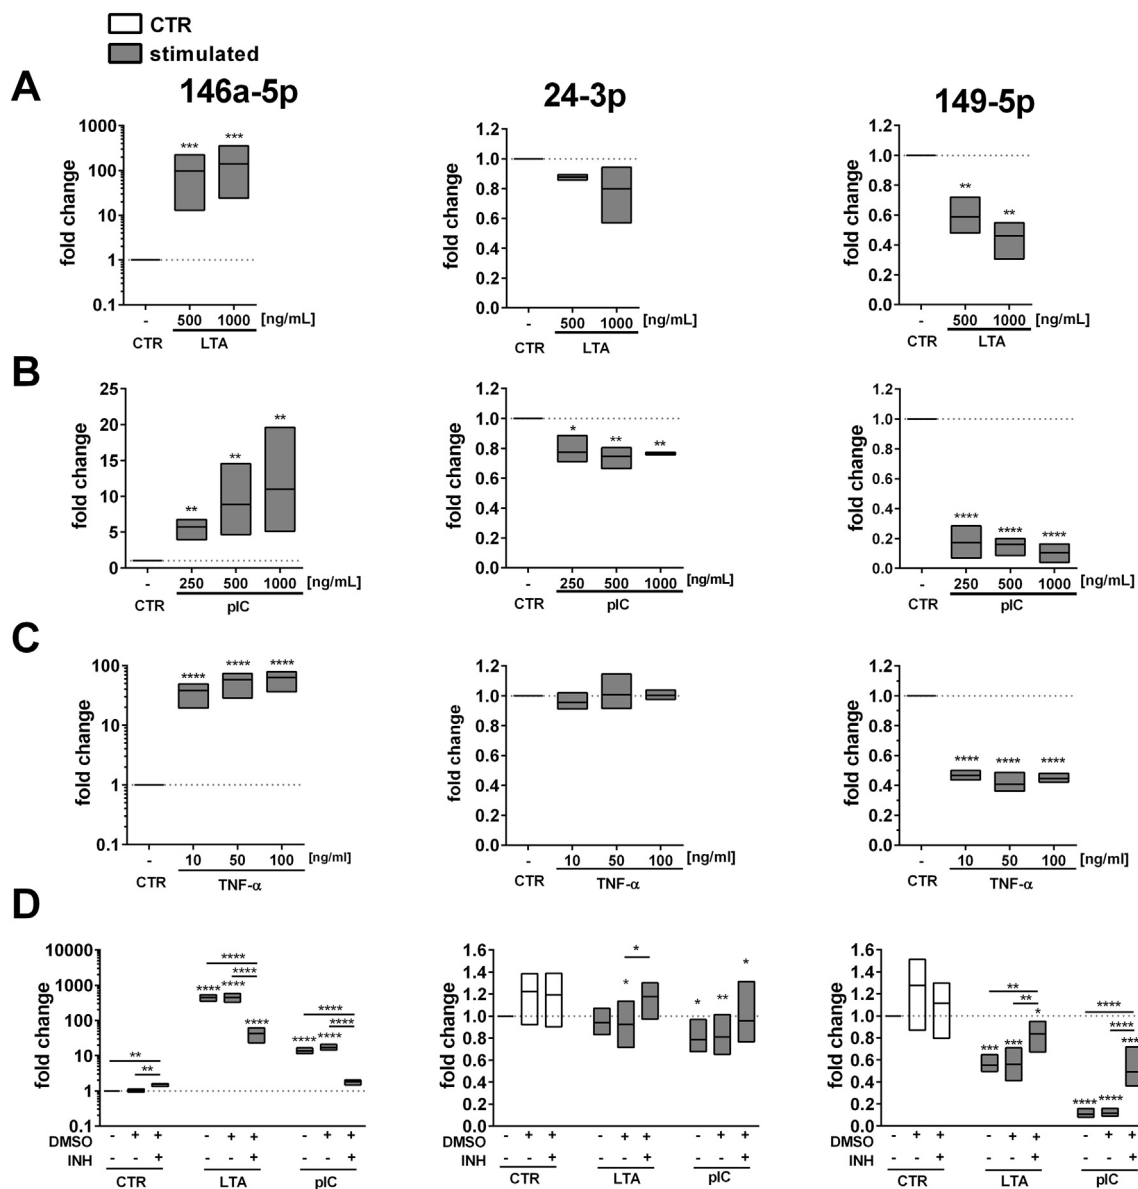 CTR
stimulated
A
146a-5p 24-3p 149-5p
fold change
1000
100
10
1
0.1
*** ***
- 500 1000 [ng/mL]
CTR LTA
fold change
1.2
1.0
0.8
0.6
0.4
0.2
0.0
- 500 1000 [ng/mL]
CTR LTA
fold change
1.2
1.0
0.8
0.6
0.4
0.2
0.0
** **
- 500 1000 [ng/mL]
CTR LTA
B
fold change
25
20
15
10
5
0
** ** **
- 250 500 1000 [ng/mL]
CTR pIC
fold change
1.2
1.0
0.8
0.6
0.4
0.2
0.0
* ** **
- 250 500 1000 [ng/mL]
CTR pIC
fold change
1.2
1.0
0.8
0.6
0.4
0.2
0.0
**** **** ****
- 250 500 1000 [ng/mL]
CTR pIC
C
fold change
100
10
1
0.1
**** **** ****
- 10 50 100 [ng/ml]
CTR TNF-α
fold change
1.2
1.0
0.8
0.6
0.4
0.2
0.0
- 10 50 100 [ng/ml]
CTR TNF-α
fold change
1.2
1.0
0.8
0.6
0.4
0.2
0.0
**** **** ****
- 10 50 100 [ng/ml]
CTR TNF-α
D
fold change
10000
1000
100
10
1
0.1
**
**
****
****
**** **** ****
****
****
**** ****
DMSO - + + - + + - + +
INH - - + - - + - - +
CTR LTA pIC
fold change
1.6
1.4
1.2
1.0
0.8
0.6
0.4
0.2
0.0
*
*
* ** *
DMSO - + + - + + - + +
INH - - + - - + - - +
CTR LTA pIC
fold change
1.6
1.4
1.2
1.0
0.8
0.6
0.4
0.2
0.0
**
**
*** *** *
****
****
**** ****
DMSO - + + - + + - + +
INH - - + - - + - - +
CTR LTA pIC